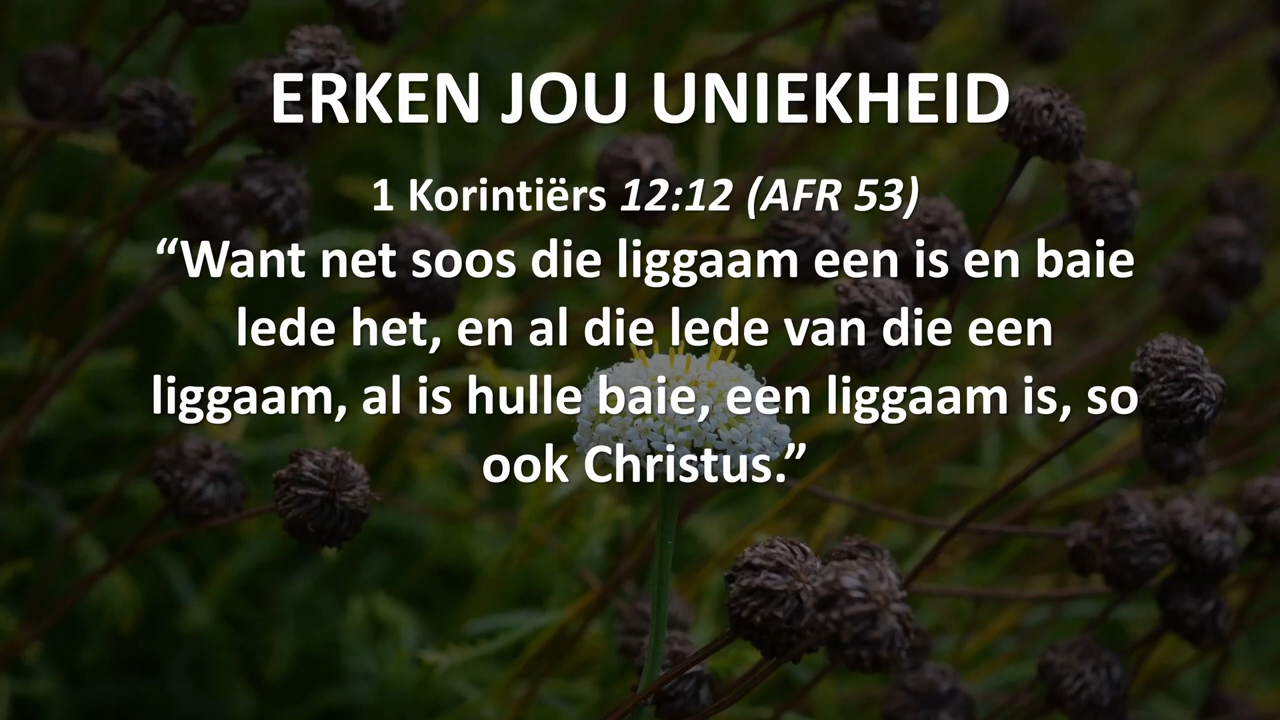 ERKEN JOU UNIEKHEID
1 Korintiërs 12:12 (AFR 53)
“Want net soos die liggaam een is en baie
lede het, en al die lede van die een
liggaam, al is hulle baie, een liggaam is, so
ook Christus.”